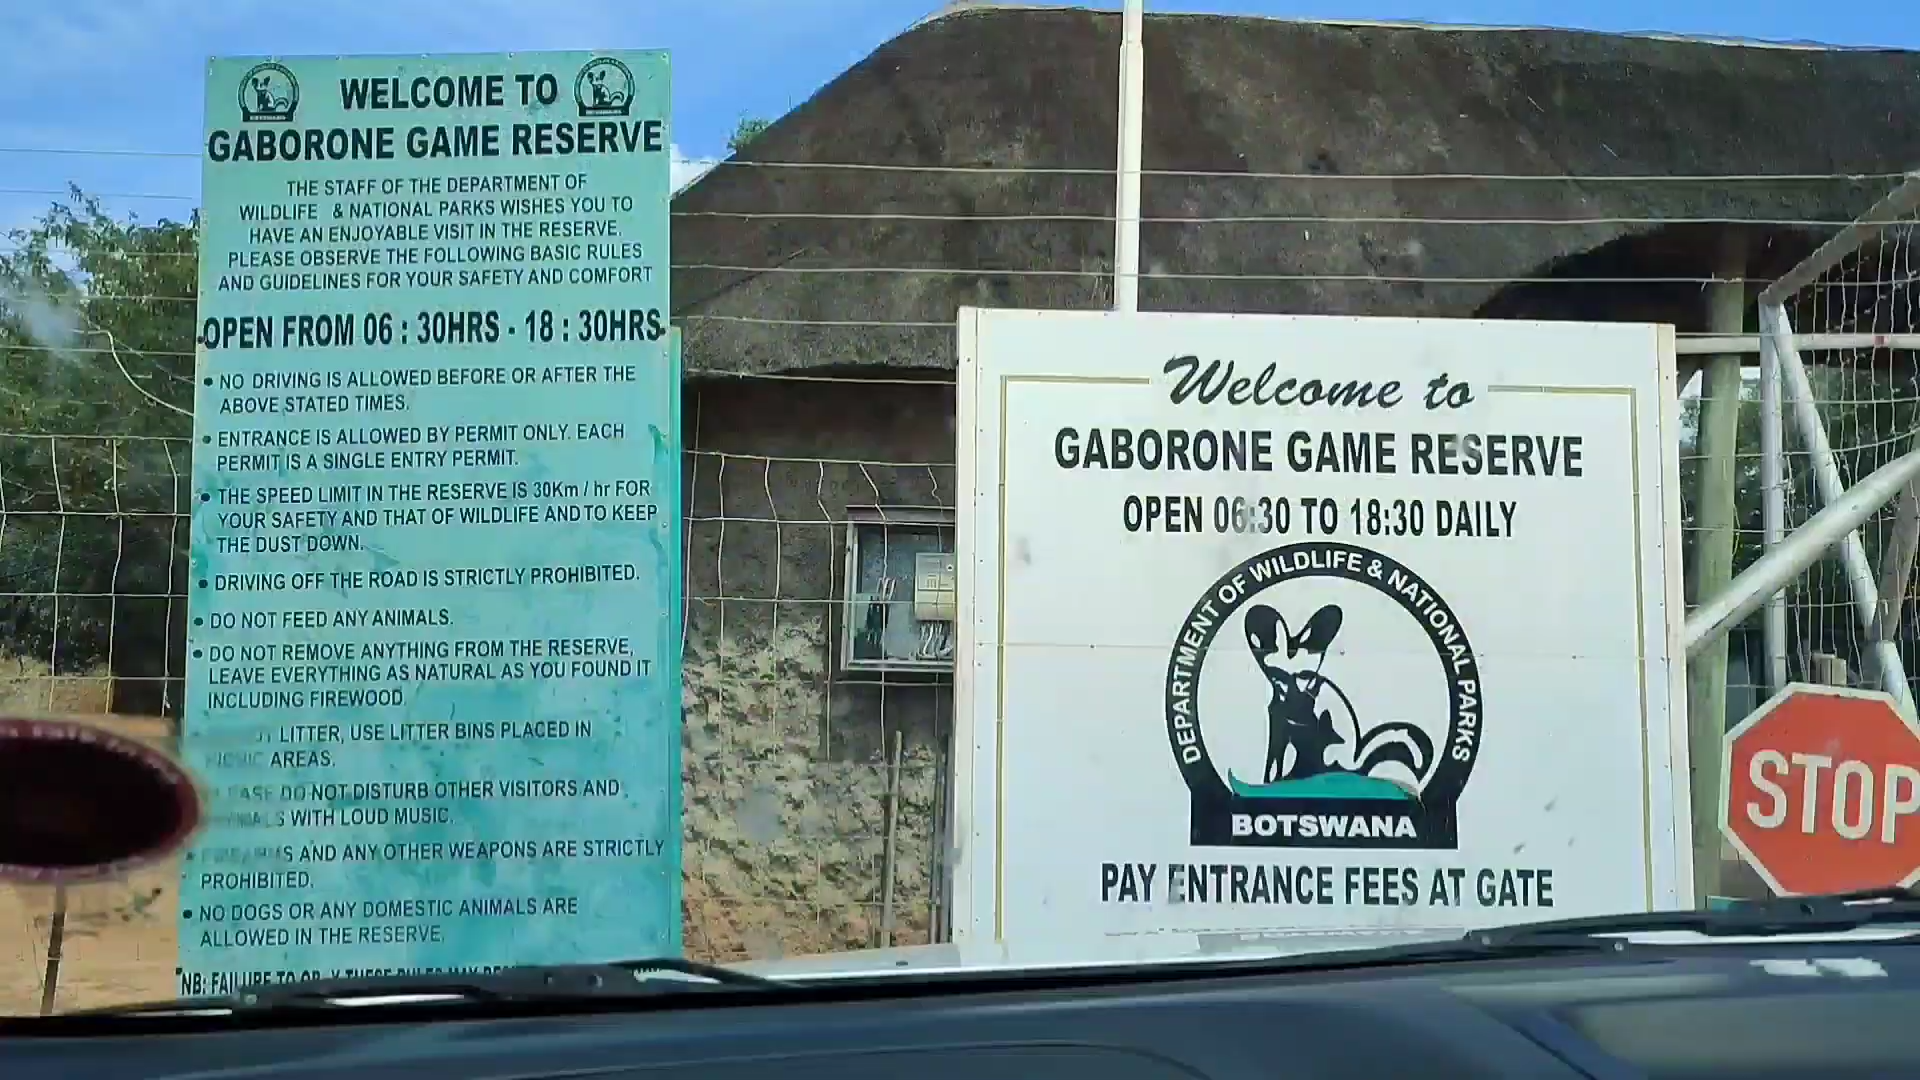 WELCOME TO
GABORONE GAME RESERVE
THE STAFF OF THE DEPARTMENT OF
WILDLIFE & NATIONAL PARKS WISHES YOU TO
HAVE AN ENJOYABLE VISIT IN THE RESERVE.
PLEASE OBSERVE THE FOLLOWING BASIC RULES
AND GUIDELINES FOR YOUR SAFETY AND COMFORT
OPEN FROM 06 : 30HRS - 18 : 30HRS
• NO DRIVING IS ALLOWED BEFORE OR AFTER THE
ABOVE STATED TIMES.
• ENTRANCE IS ALLOWED BY PERMIT ONLY. EACH
PERMIT IS A SINGLE ENTRY PERMIT.
• THE SPEED LIMIT IN THE RESERVE IS 30Km / hr FOR
YOUR SAFETY AND THAT OF WILDLIFE AND TO KEEP
THE DUST DOWN.
• DRIVING OFF THE ROAD IS STRICTLY PROHIBITED.
• DO NOT FEED ANY ANIMALS.
• DO NOT REMOVE ANYTHING FROM THE RESERVE,
LEAVE EVERYTHING AS NATURAL AS YOU FOUND IT
INCLUDING FIREWOOD.
LITTER, USE LITTER BINS PLACED IN
AREAS.
DO NOT DISTURB OTHER VISITORS AND
WITH LOUD MUSIC.
• AND ANY OTHER WEAPONS ARE STRICTLY
PROHIBITED.
• NO DOGS OR ANY DOMESTIC ANIMALS ARE
ALLOWED IN THE RESERVE.
NB: FAILURE TO THESE RULES MAY
Welcome to
GABORONE GAME RESERVE
OPEN 06:30 TO 18:30 DAILY
DEPARTMENT OF WILDLIFE & NATIONAL PARKS
BOTSWANA
PAY ENTRANCE FEES AT GATE
STOP